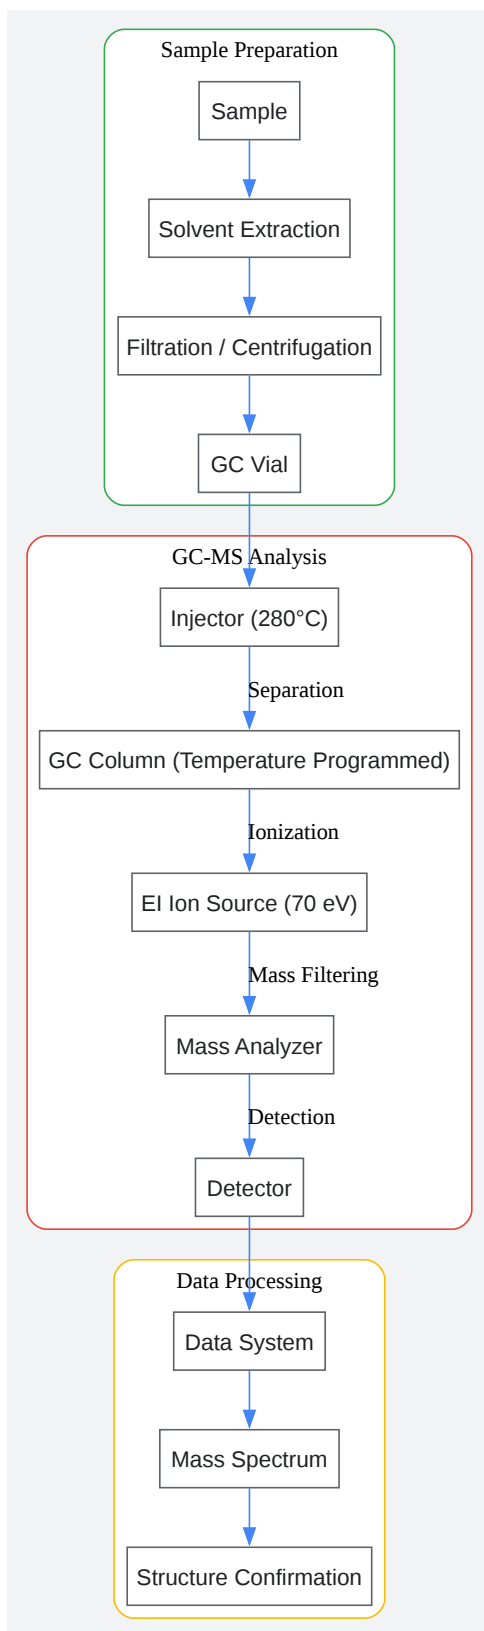 Sample Preparation
Sample
Solvent Extraction
Filtration / Centrifugation
GC Vial
GC-MS Analysis
Injector (280°C)
Separation
GC Column (Temperature Programmed)
Ionization
EI Ion Source (70 eV)
Mass Filtering
Mass Analyzer
Detection
Detector
Data Processing
Data System
Mass Spectrum
Structure Confirmation